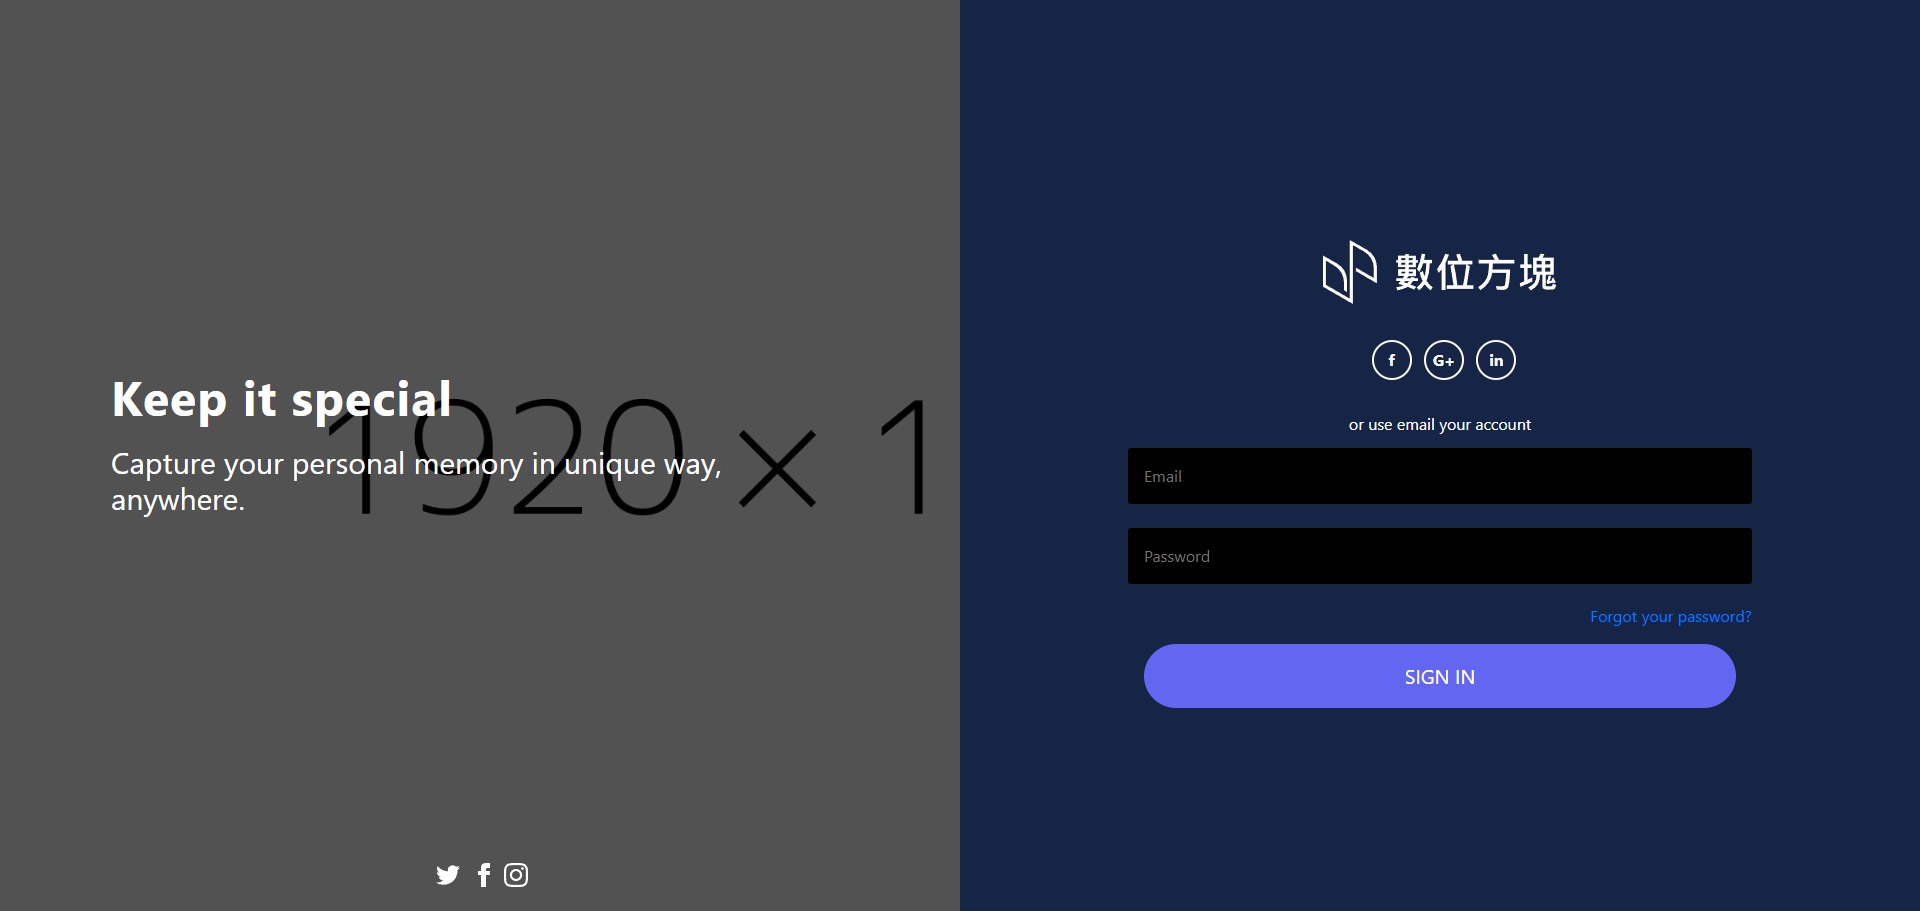 Keep it special
Capture your personal memory in unique way,
anywhere.
1920 × 1
數位方塊
f
G+
in
or use email your account
Email
Password
Forgot your password?
SIGN IN